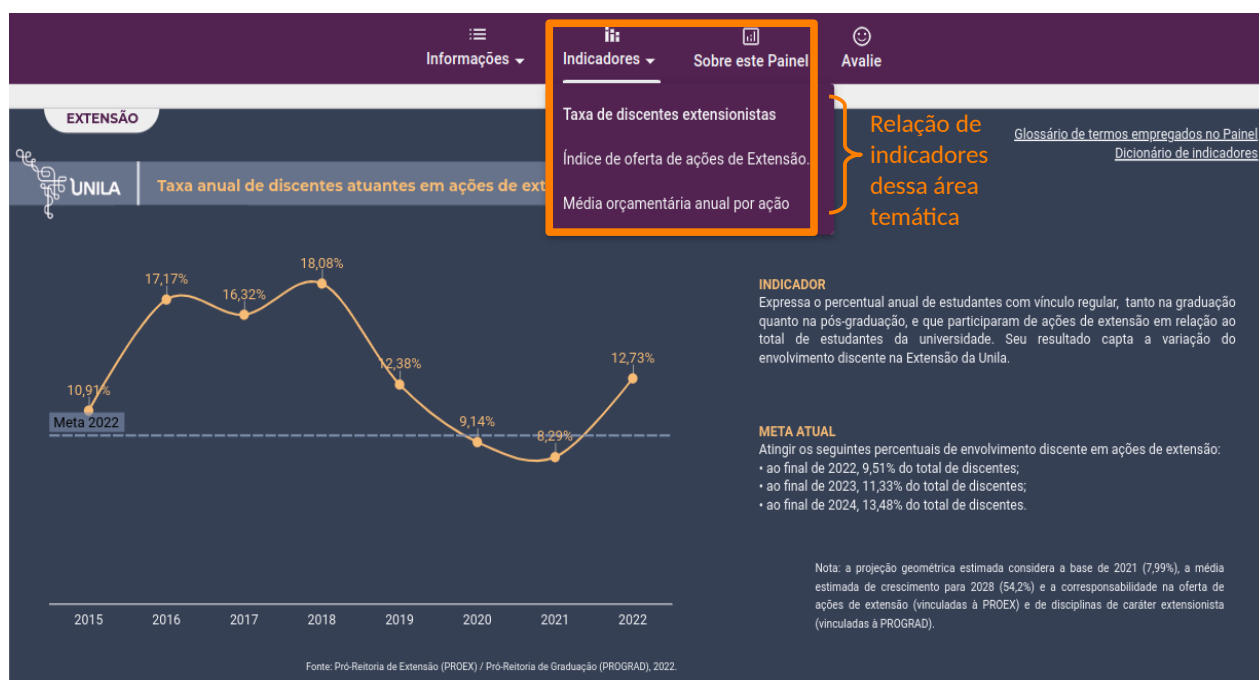 Informações
Indicadores
Sobre este Painel
Avalie
Taxa de discentes extensionistas
Índice de oferta de ações de Extensão.
Média orçamentária anual por ação
Relação de
indicadores
dessa área
temática
EXTENSÃO
Glossário de termos empregados no Painel
Dicionário de indicadores
UNILA
Taxa anual de discentes atuantes em ações de ext
10,91%
17,17%
16,32%
18,08%
12,38%
9,14%
8,29%
12,73%
Meta 2022
2015
2016
2017
2018
2019
2020
2021
2022
INDICADOR
Expressa o percentual anual de estudantes com vínculo regular, tanto na graduação
quanto na pós-graduação, e que participaram de ações de extensão em relação ao
total de estudantes da universidade. Seu resultado capta a variação do
envolvimento discente na Extensão da Unila.
META ATUAL
Atingir os seguintes percentuais de envolvimento discente em ações de extensão:
• ao final de 2022, 9,51% do total de discentes;
• ao final de 2023, 11,33% do total de discentes;
• ao final de 2024, 13,48% do total de discentes.
Nota: a projeção geométrica estimada considera a base de 2021 (7,99%), a média
estimada de crescimento para 2028 (54,2%) e a corresponsabilidade na oferta de
ações de extensão (vinculadas à PROEX) e de disciplinas de caráter extensionista
(vinculadas à PROGRAD).
Fonte: Pró-Reitoria de Extensão (PROEX) / Pró-Reitoria de Graduação (PROGRAD), 2022.